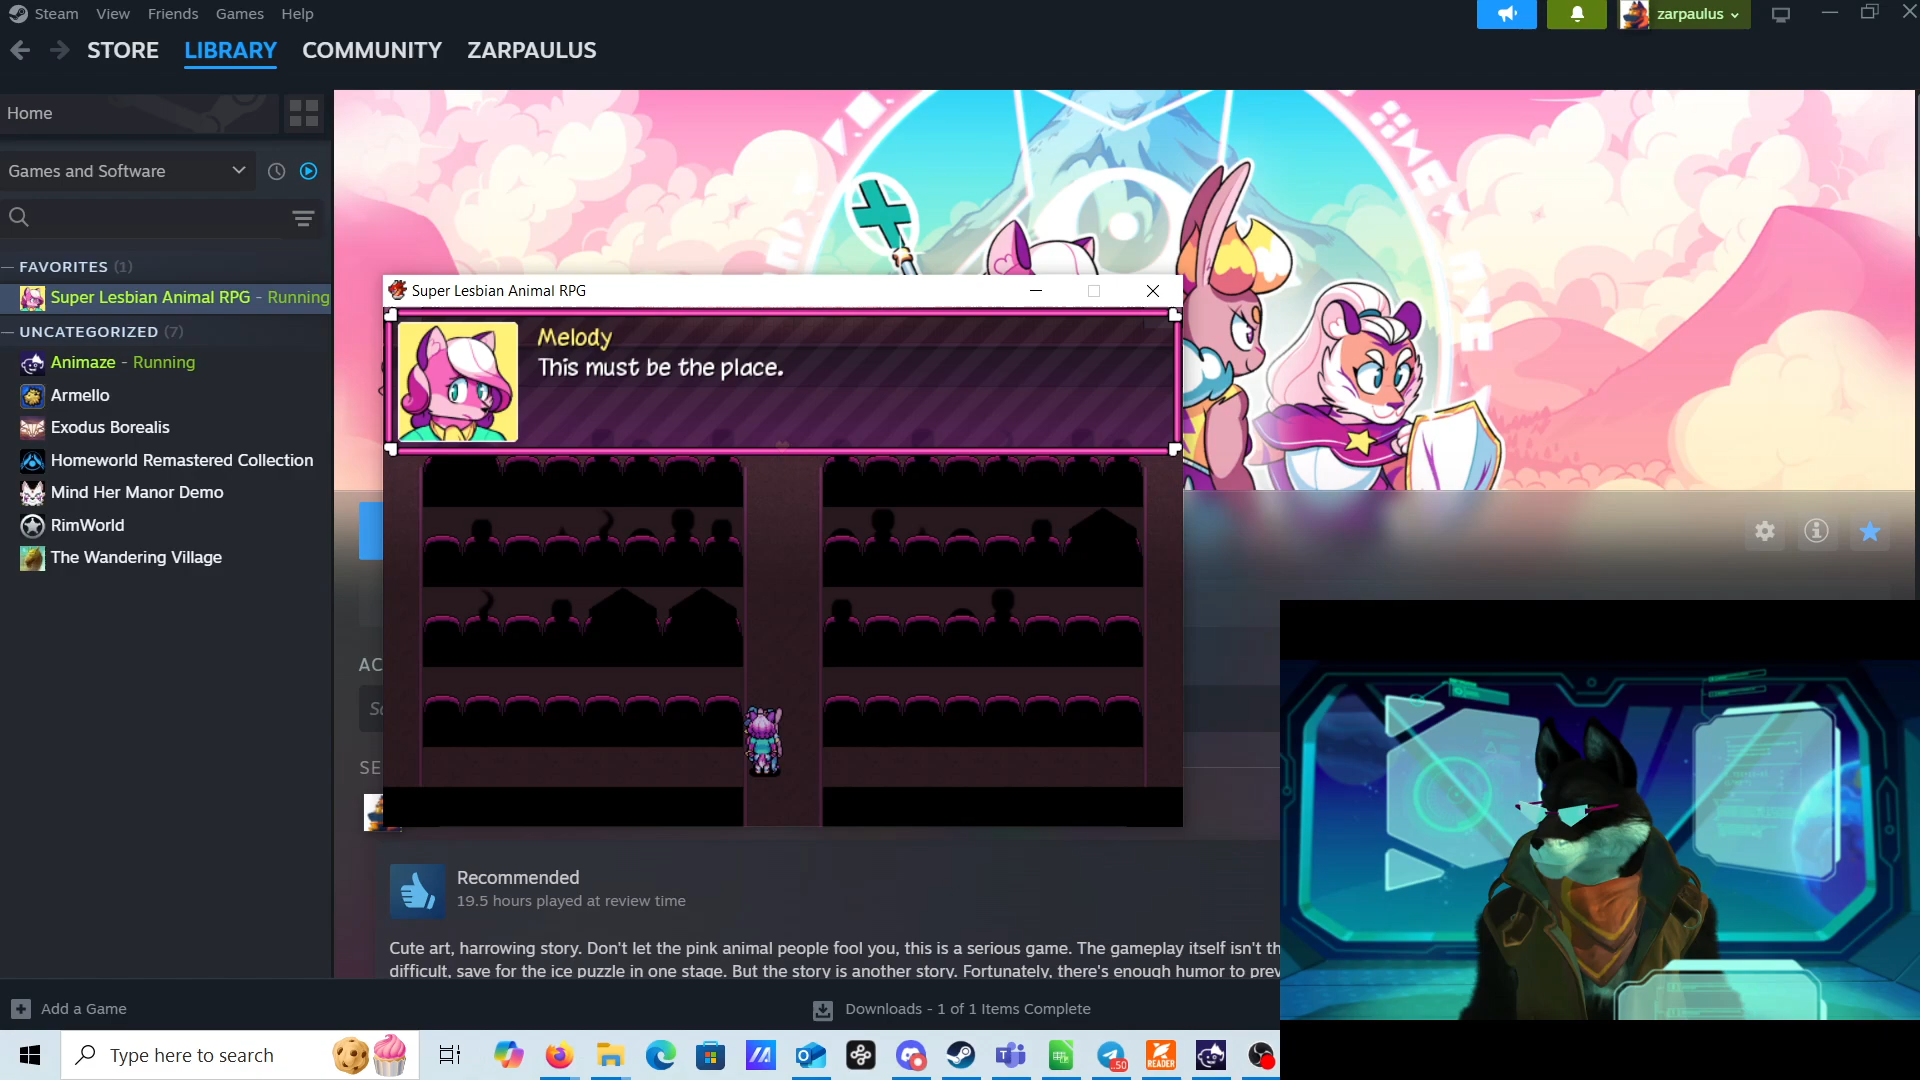 Steam View Friends Games Help
zarpaulus
STORE LIBRARY COMMUNITY ZARPAULUS
Home
Games and Software
— FAVORITES (1)
Super Lesbian Animal RPG - Running
— UNCATEGORIZED (7)
Animaze - Running
Armello
Exodus Borealis
Homeworld Remastered Collection
Mind Her Manor Demo
RimWorld
The Wandering Village
Super Lesbian Animal RPG
Melody
This must be the place.
AC
SE
Recommended
19.5 hours played at review time
Cute art, harrowing story. Don't let the pink animal people fool you, this is a serious game. The gameplay itself isn't th
difficult, save for the ice puzzle in one stage. But the story is another story. Fortunately, there's enough humor to prev
Add a Game
Downloads - 1 of 1 Items Complete
Type here to search
50
READER